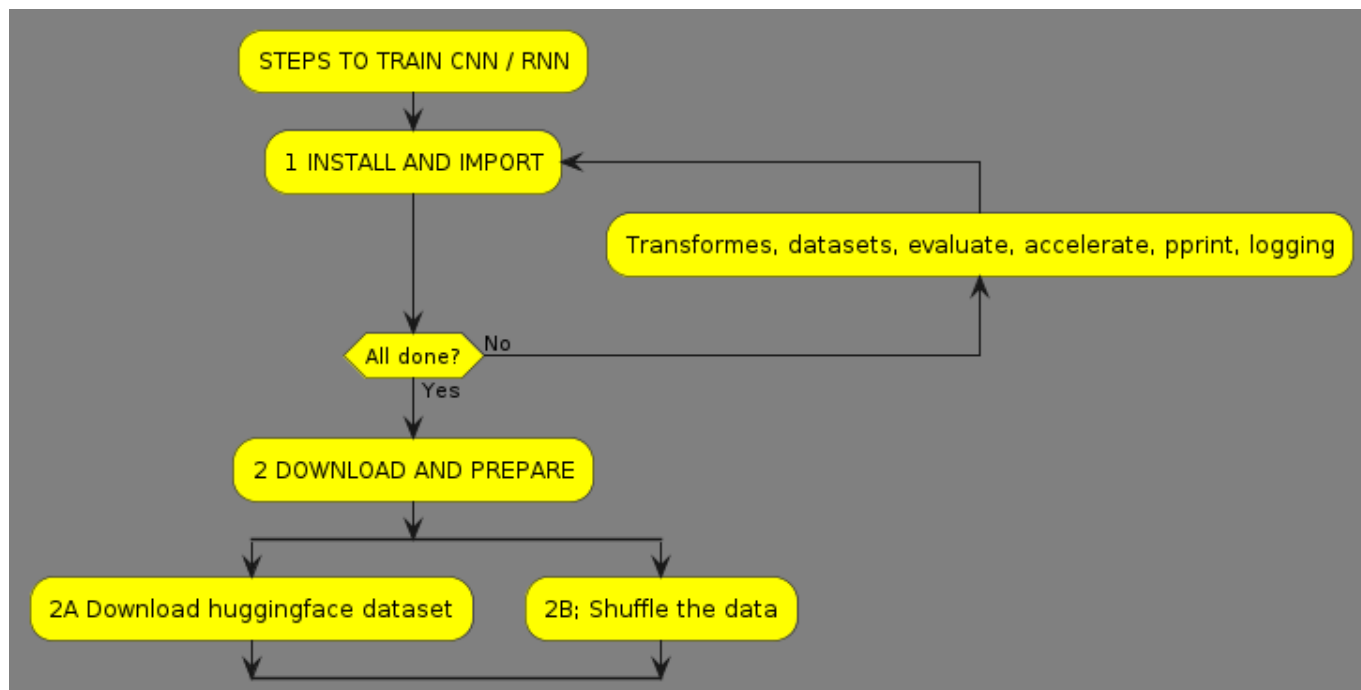 STEPS TO TRAIN CNN / RNN
1 INSTALL AND IMPORT
Transformes, datasets, evaluate, accelerate, pprint, logging
All done?
No
Yes
2 DOWNLOAD AND PREPARE
2A Download huggingface dataset
2B; Shuffle the data